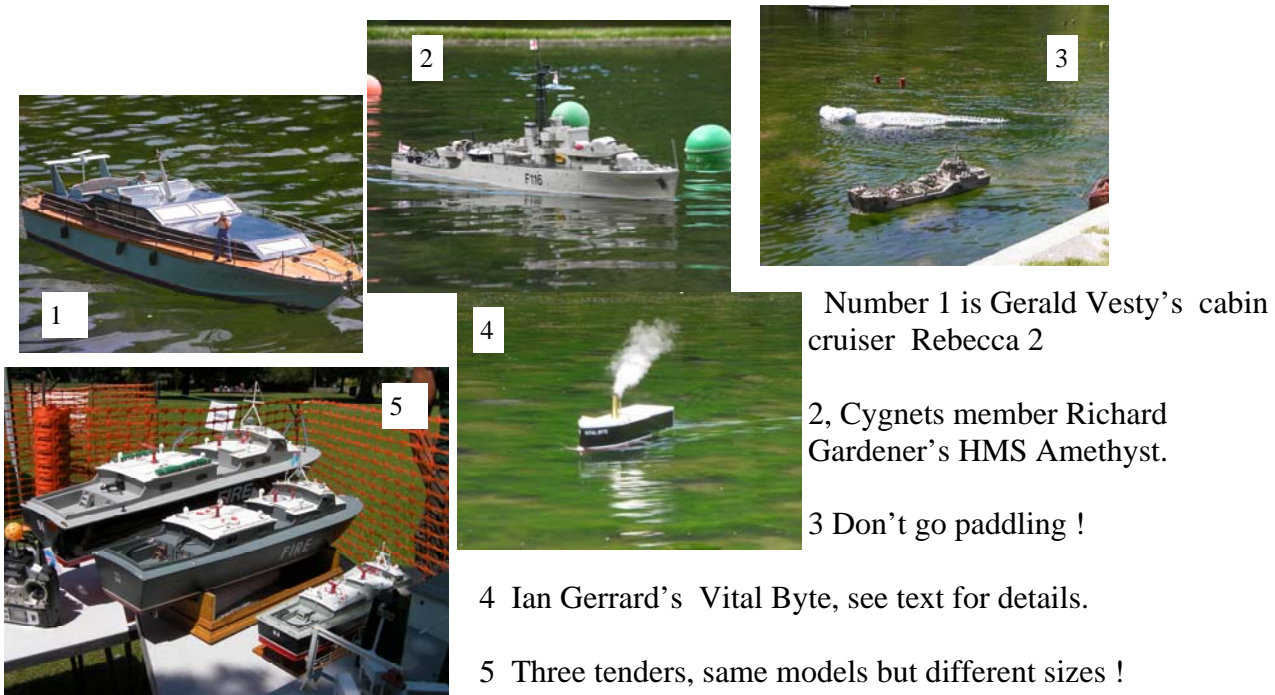 1
2
F116
3
4
VITAL BYTE
5
FIRE
FIRE
Number 1 is Gerald Vesty’s cabin
cruiser Rebecca 2
2, Cygnets member Richard
Gardener’s HMS Amethyst.
3 Don’t go paddling !
4 Ian Gerrard’s Vital Byte, see text for details.
5 Three tenders, same models but different sizes !